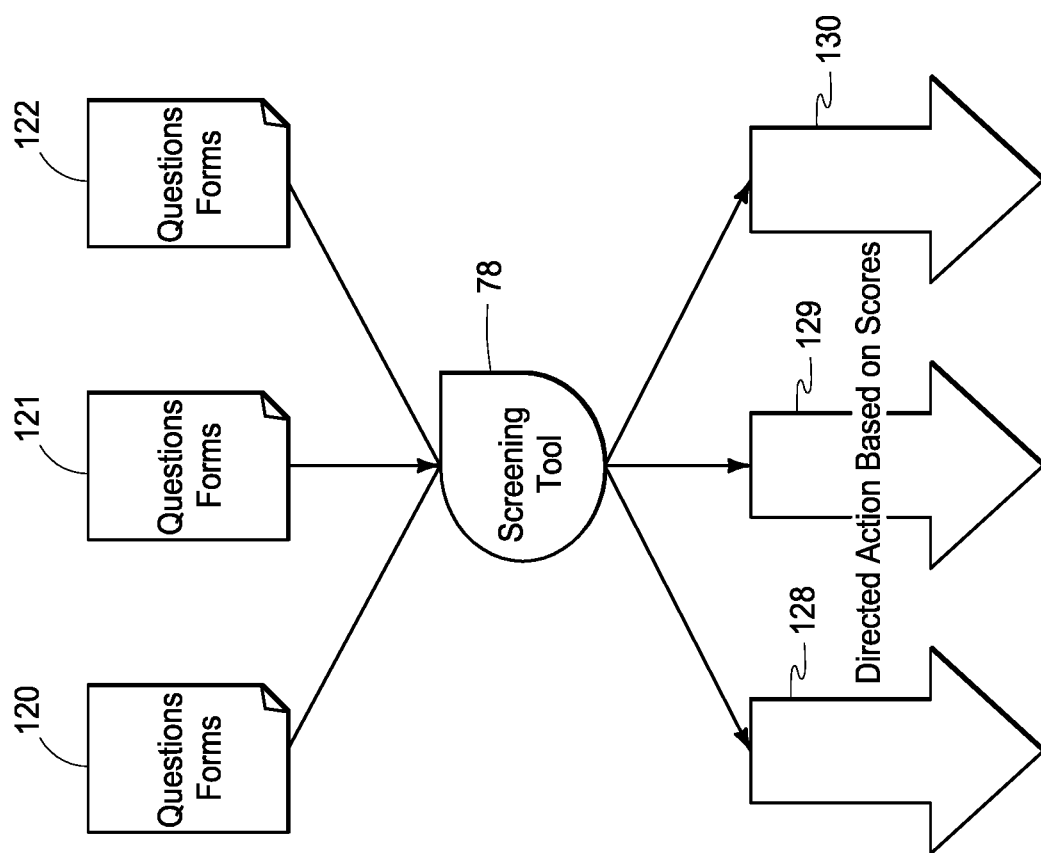 120
121
122
Questions
Forms
Questions
Forms
Questions
Forms
78
Screening
Tool
128
129
130
Directed Action Based on Scores